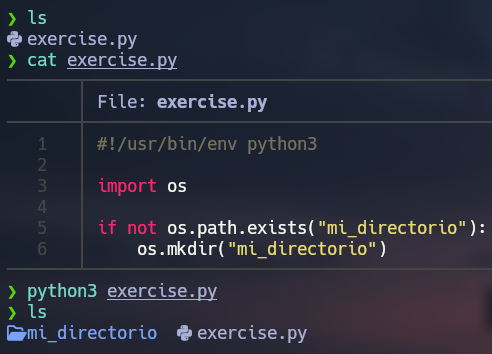 ❯ ls
exercise.py
❯ cat exercise.py
File: exercise.py
1 #!/usr/bin/env python3
2
3 import os
4
5 if not os.path.exists("mi_directorio"):
6     os.mkdir("mi_directorio")
❯ python3 exercise.py
❯ ls
mi_directorio exercise.py